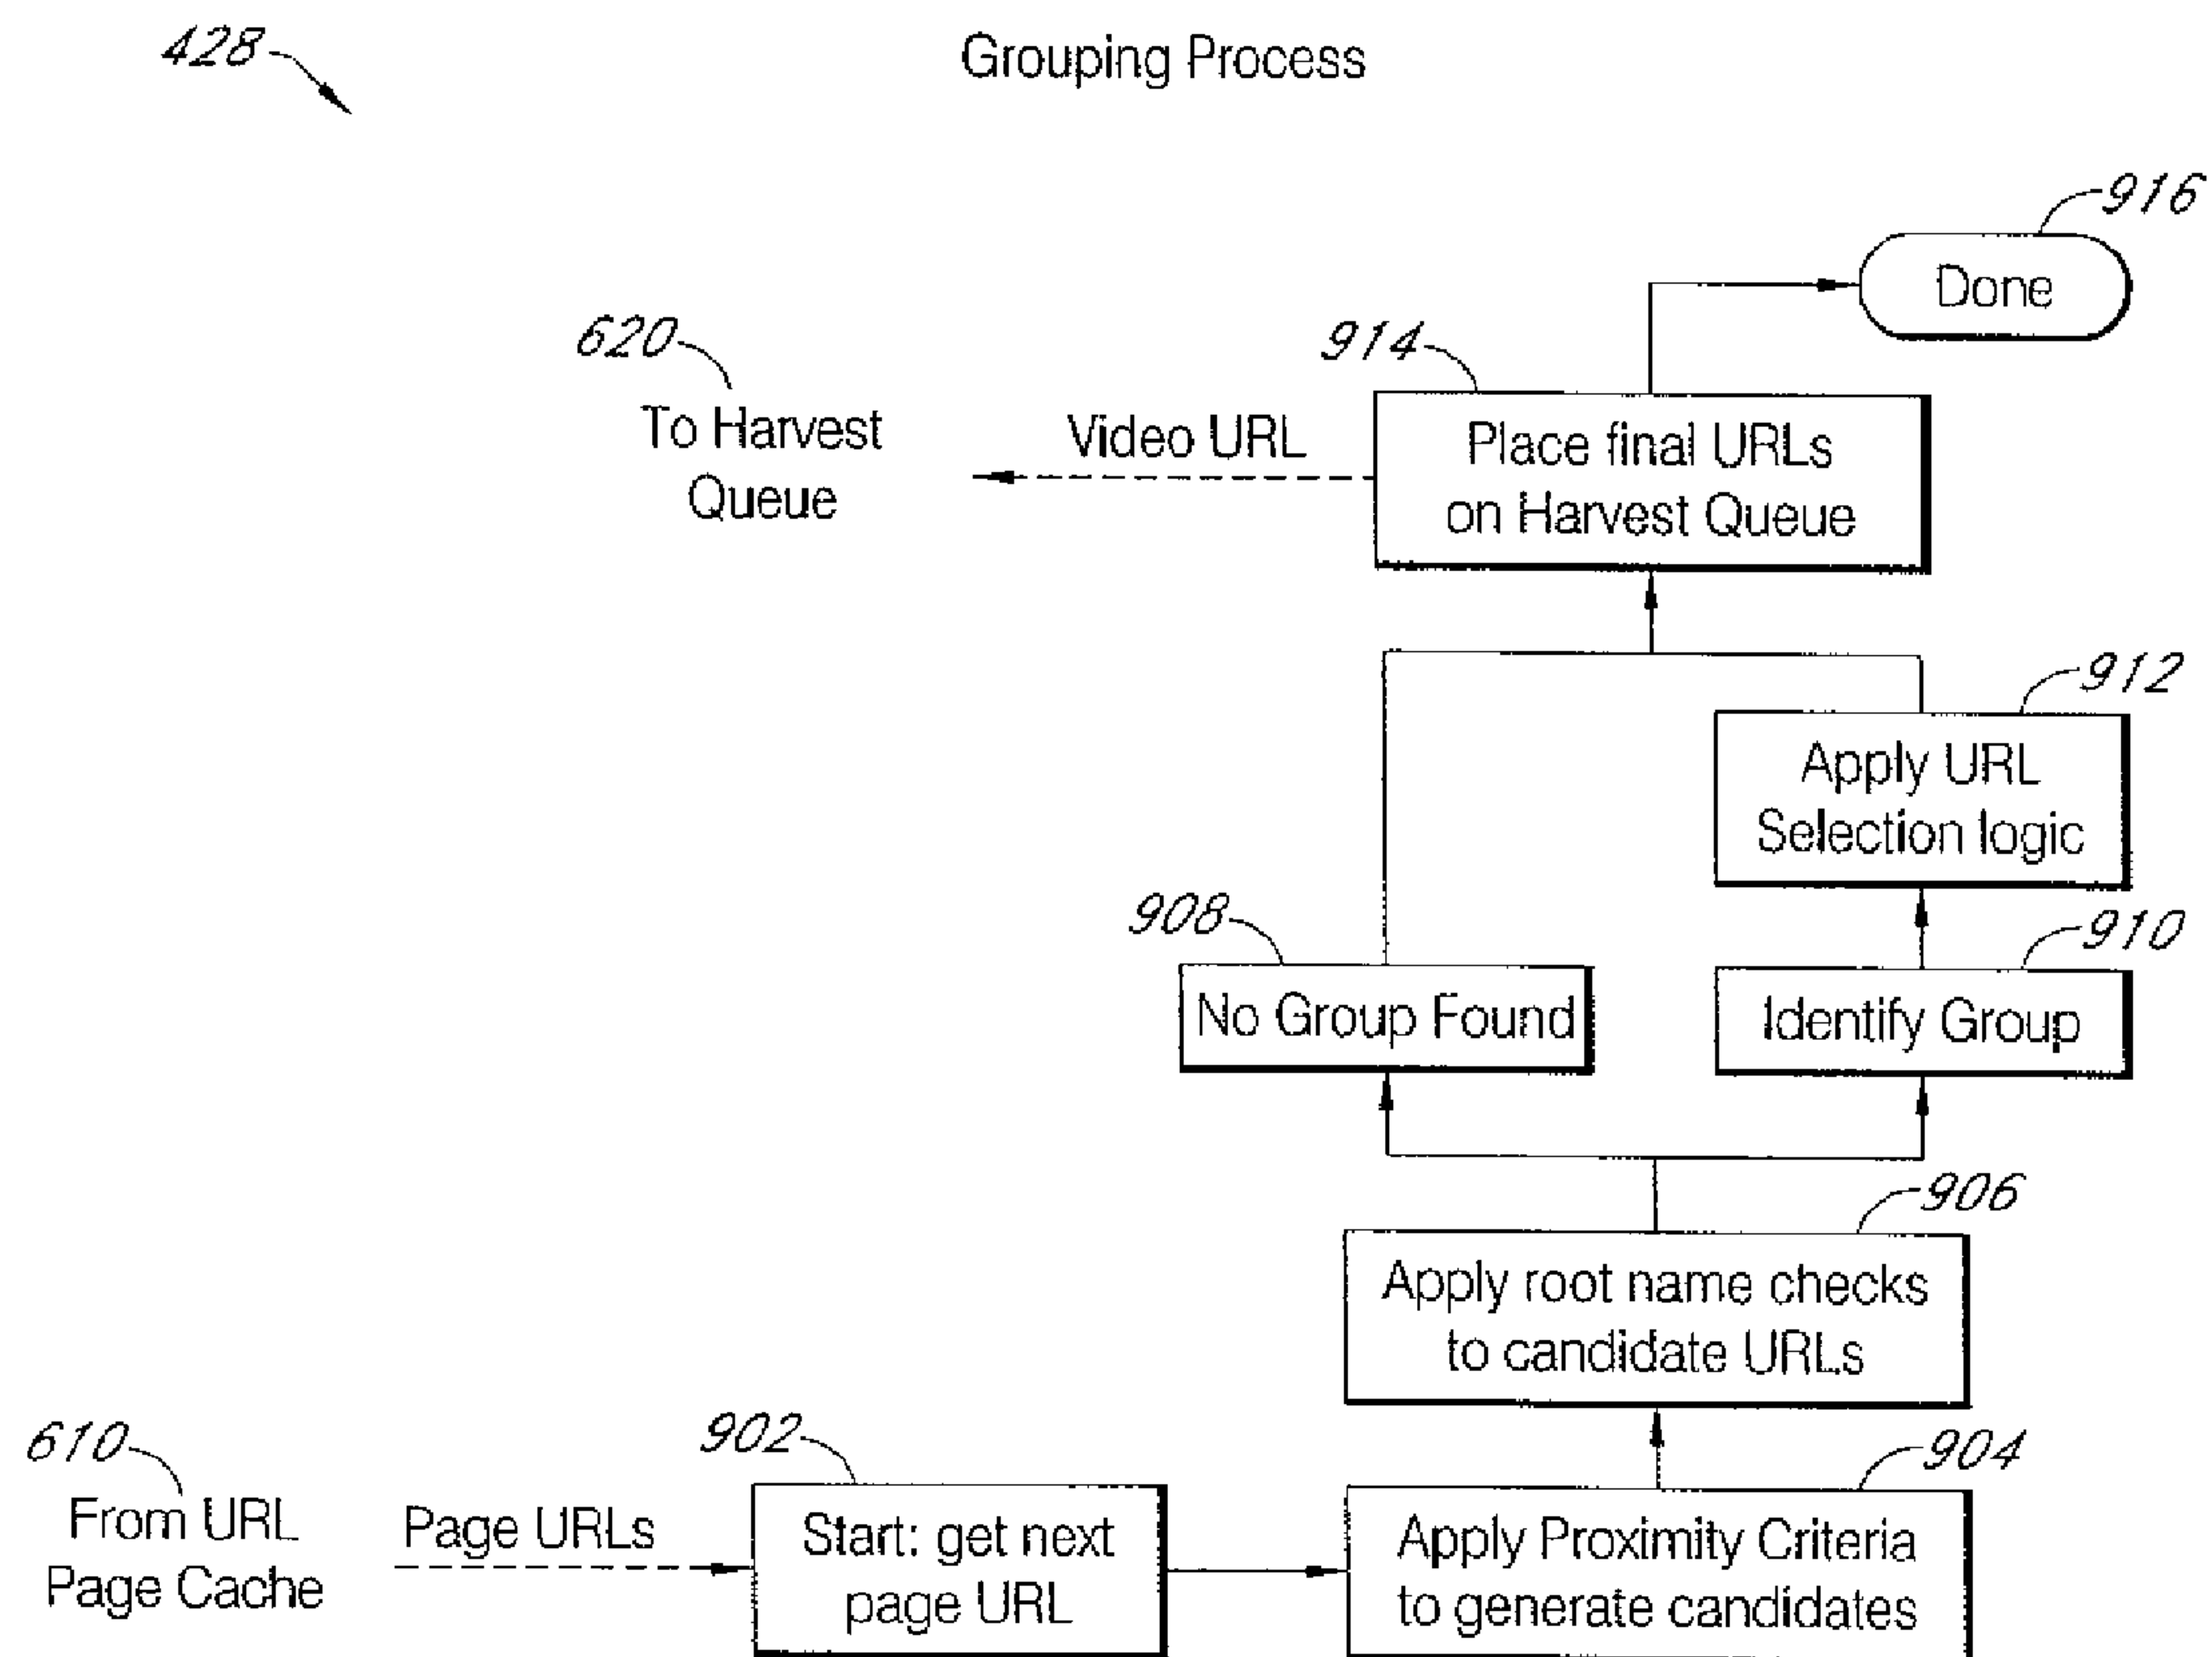 428
Grouping Process
916
Done
620
To Harvest
Queue
Video URL
914
Place final URLs
on Harvest Queue
912
Apply URL
Selection logic
908
No Group Found
910
Identify Group
906
Apply root name checks
to candidate URLs
610
From URL
Page Cache
Page URLs
902
Start: get next
page URL
904
Apply Proximity Criteria
to generate candidates